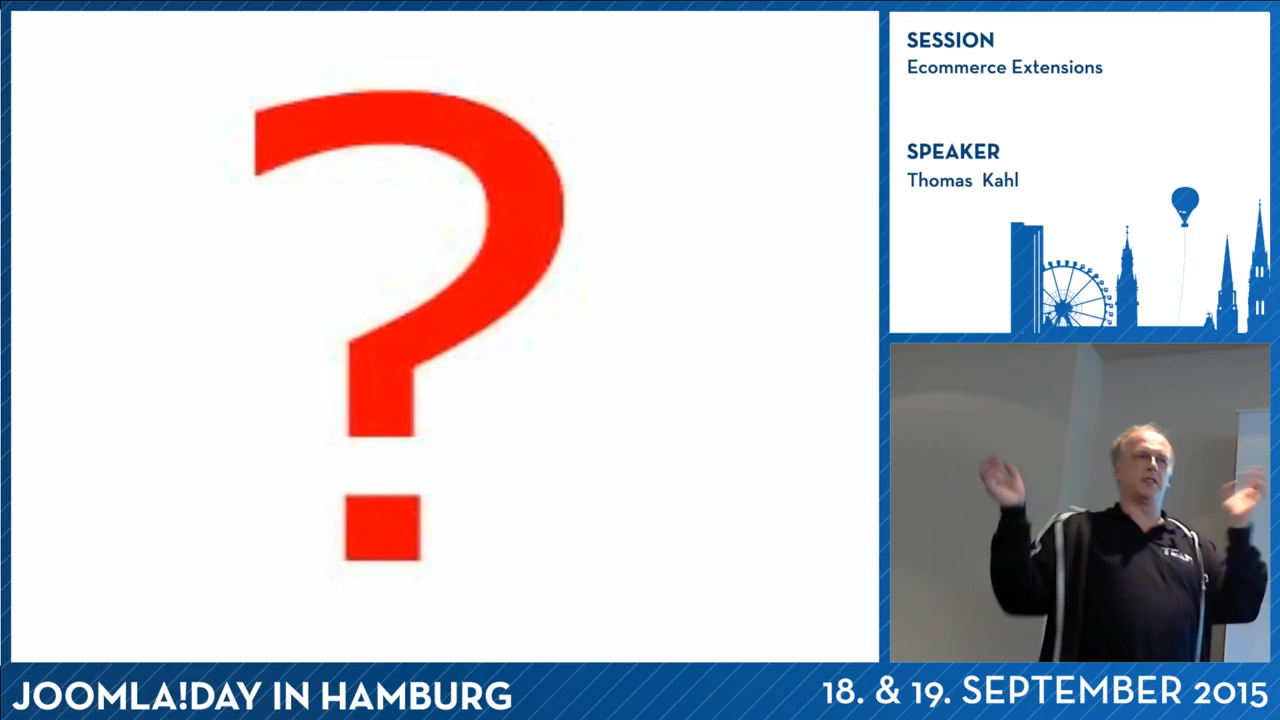 ?
SESSION
Ecommerce Extensions
SPEAKER
Thomas Kahl
JOOMLA!DAY IN HAMBURG
18. & 19. SEPTEMBER 2015